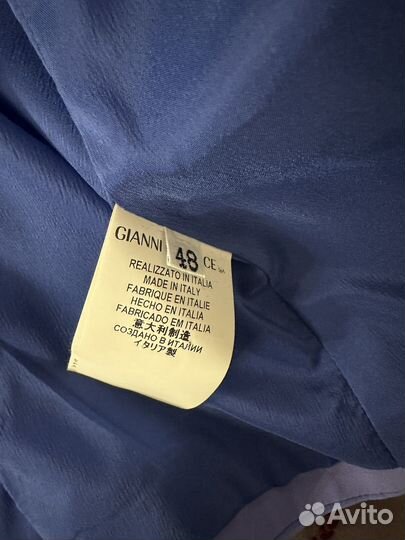 GIANNI 48 CE
REALIZZATO IN ITALIA
MADE IN ITALY
FABRIQUE EN ITALIE
HECHO EN ITALIA
FABRICADO EM ITALIA
意大利制造
СОЗДАНО В ИТАЛИИ
イタリア製
Avito